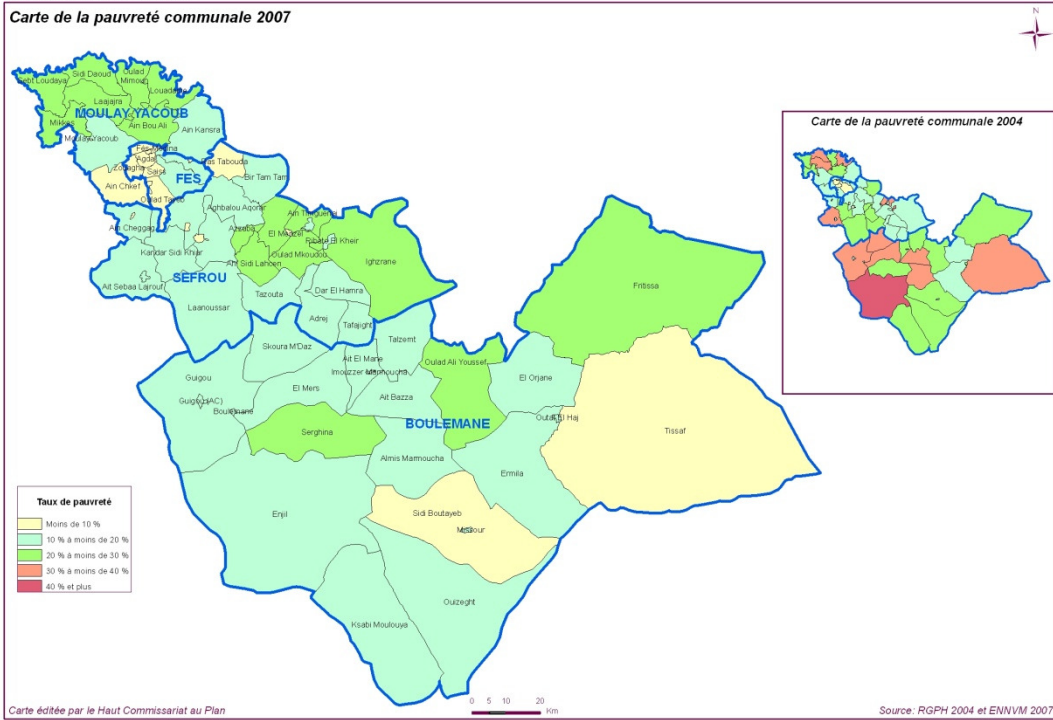 Carte de la pauvreté communale 2007
N
Carte de la pauvreté communale 2004
Sidi Daoud
Oulad
Mimoun
Sebt Loudaya
Louadaine
Laajajra
MOULAY YACOUB
Mikkes
Ain Bou Ali
Ain Kansra
Moulay Yacoub
Agdal
Zouagha
Saiss
FES
Ras Tabouda
Bir Tam Tam
Ain Chkef
Oulad Tayeb
Aghbalou Aqorar
Ain Timguenai
Ain Cheggag
Azzaba
El Menzel
Ribate El Kheir
Kandar Sidi Khiar
Oulad Mkoudou
Ait Sidi Lahcen
Ighzrane
SEFROU
Ait Sebaa Lajrouf
Tazouta
Dar El Hamra
Laanoussar
Adrej
Tafajight
Fritissa
Skoura M'Daz
Talzemt
Ait El Mane
Oulad Ali Youssef
Imouzzer Marmoucha
Guigou
El Mers
El Orjane
Ait Bazza
Guigou (AC)
Boulemane
Outat El Haj
BOULEMANE
Serghina
Tissaf
Almis Marmoucha
Ermila
Enjil
Sidi Boutayeb
Missour
Ouizeght
Ksabi Moulouya
Taux de pauvreté
Moins de 10 %
10 % à moins de 20 %
20 % à moins de 30 %
30 % à moins de 40 %
40 % et plus
0 5 10 20
Km
Carte éditée par le Haut Commissariat au Plan
Source: RGPH 2004 et ENNVM 2007